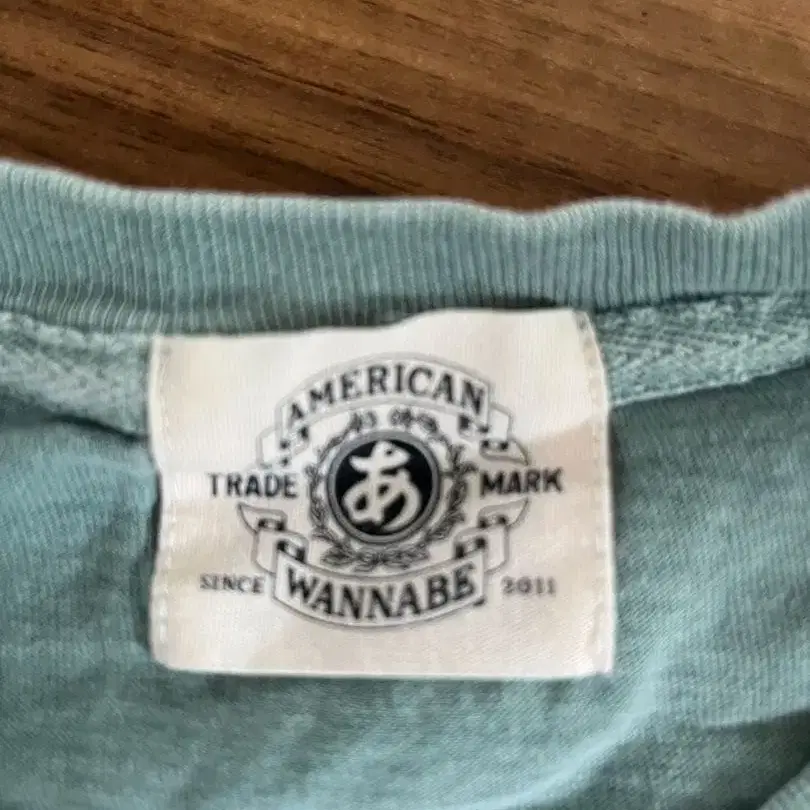 AMERICAN
あ
TRADE MARK
SINCE WANNABE 2011